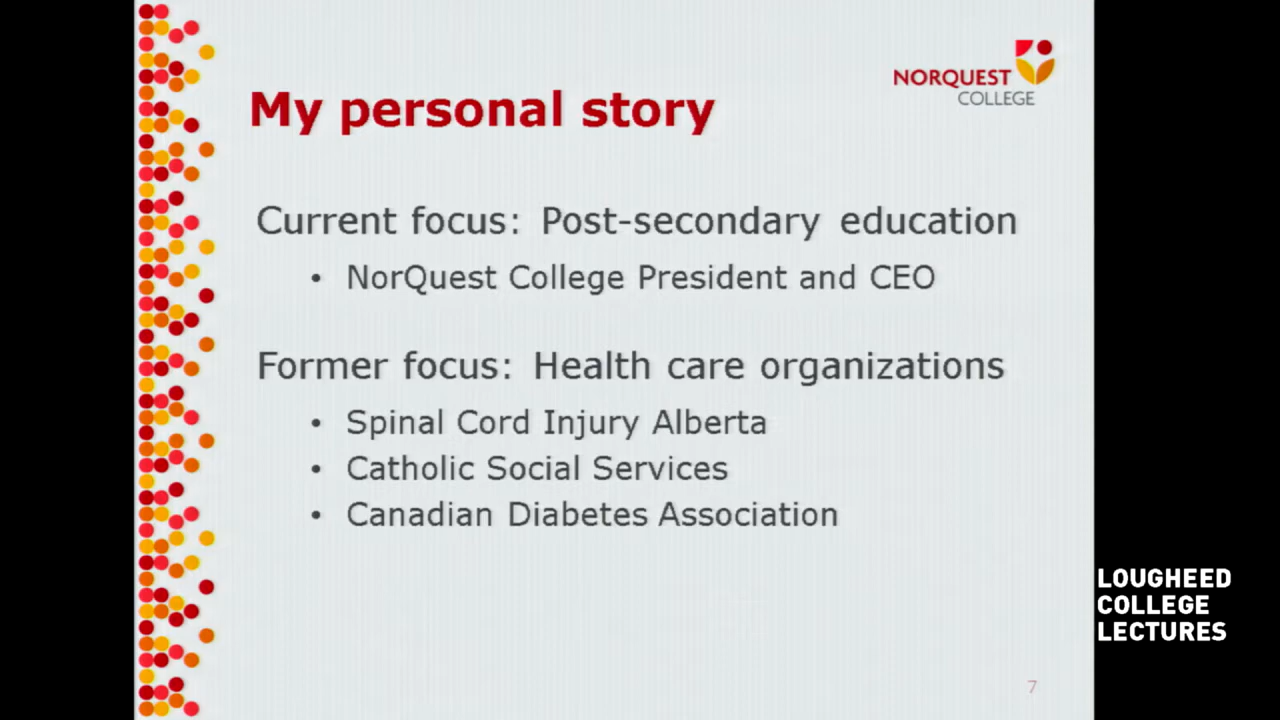 NORQUEST
COLLEGE
My personal story
Current focus: Post-secondary education
• NorQuest College President and CEO
Former focus: Health care organizations
• Spinal Cord Injury Alberta
• Catholic Social Services
• Canadian Diabetes Association
LOUGHEED
COLLEGE
LECTURES
7